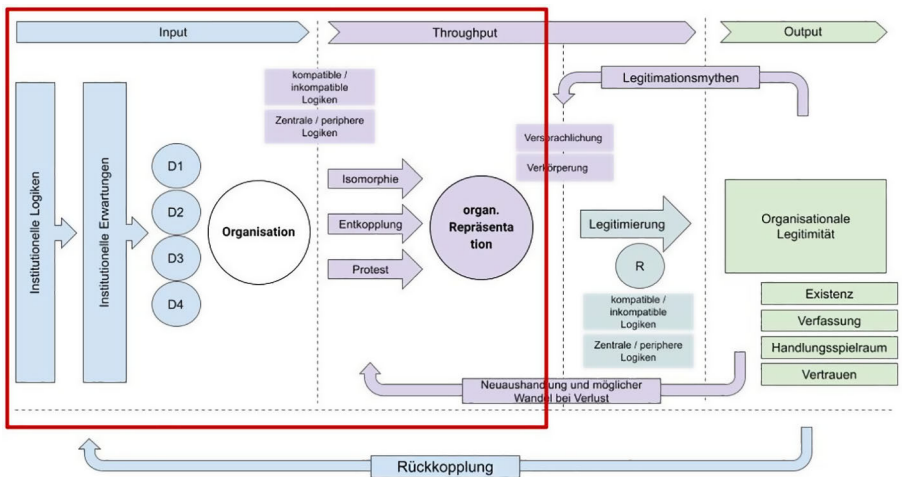 Input
Throughput
Output
Legitimationsmythen
kompatible /
inkompatible
Logiken
Zentrale / periphere
Logiken
Versprachlichung
Verkörperung
Institutionelle Logiken
Institutionelle Erwartungen
D1
D2
D3
D4
Organisation
Isomorphie
Entkopplung
Protest
organ.
Repräsenta
tion
Legitimierung
R
kompatible /
inkompatible
Logiken
Zentrale / periphere
Logiken
Organisationale
Legitimität
Existenz
Verfassung
Handlungsspielraum
Vertrauen
Neuaushandlung und möglicher
Wandel bei Verlust
Rückkopplung